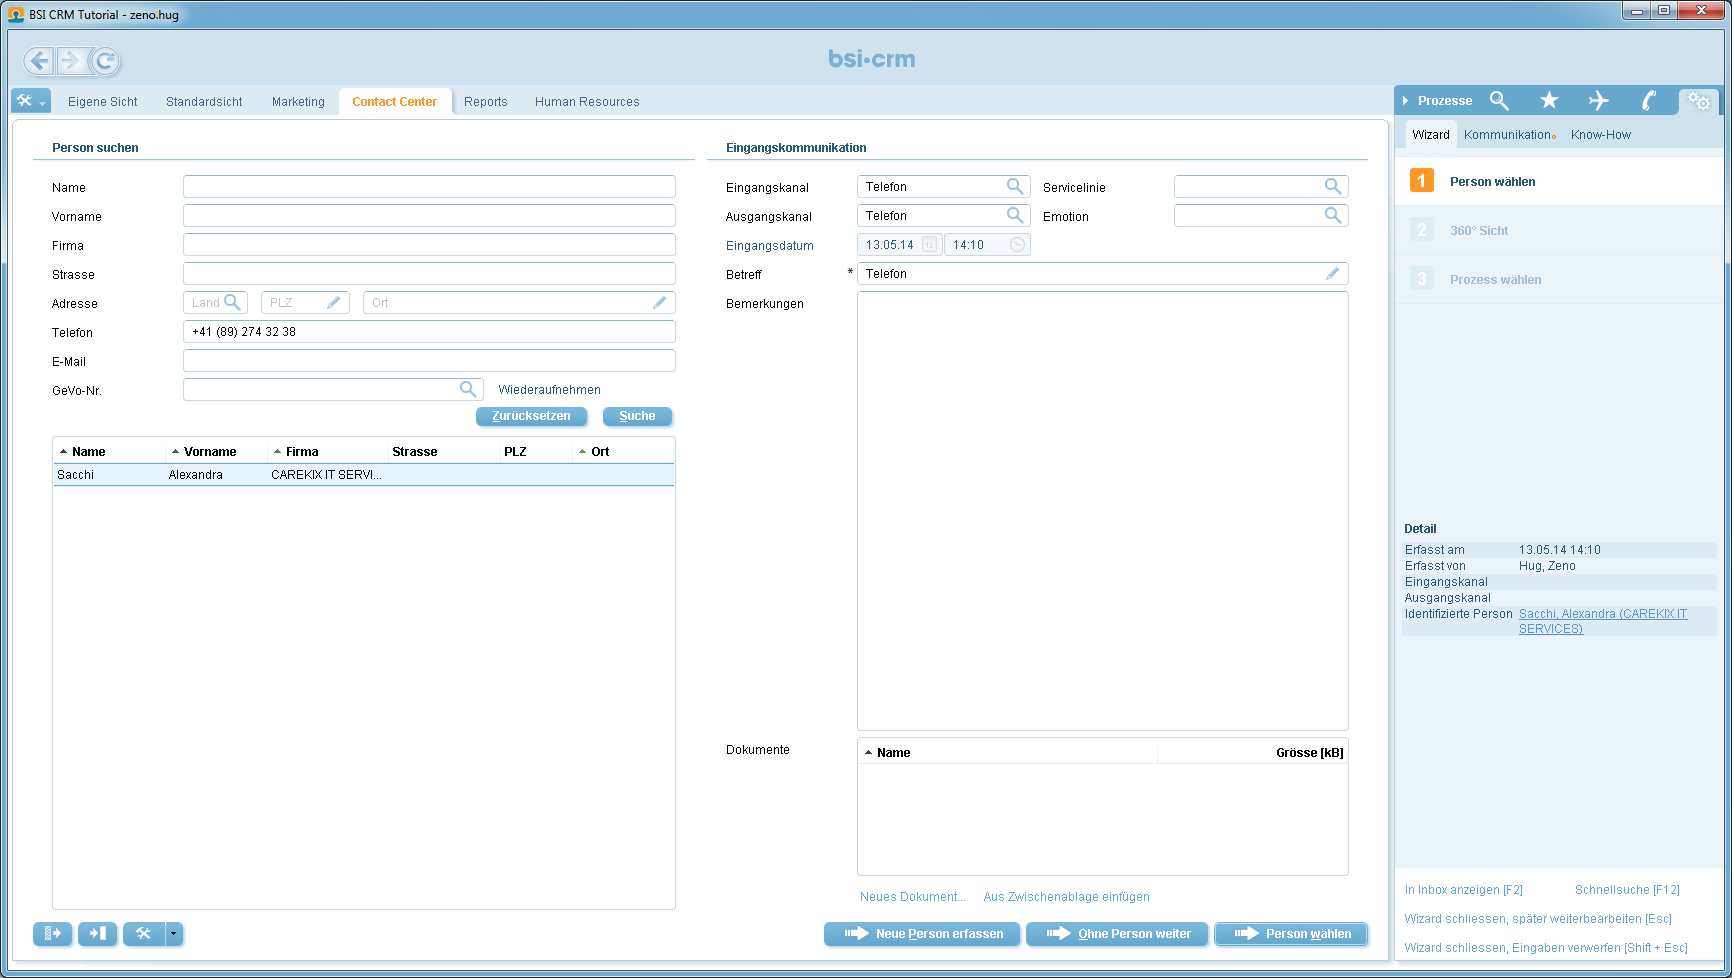 BSI CRM Tutorial - zeno.hug
bsi•crm
Eigene Sicht Standardsicht Marketing Contact Center Reports Human Resources
Prozesse
Wizard Kommunikation Know-How
Person suchen
Name
Vorname
Firma
Strasse
Adresse Land PLZ Ort
Telefon +41 (89) 274 32 38
E-Mail
GeVo-Nr. Wiederaufnehmen
Zurücksetzen Suche
Name Vorname Firma Strasse PLZ Ort
Sacchi Alexandra CAREKIX IT SERVI...
Eingangskommunikation
Eingangskanal Telefon Servicelinie
Ausgangskanal Telefon Emotion
Eingangsdatum 13.05.14 12 14:10
Betreff * Telefon
Bemerkungen
Dokumente Name Grösse [kB]
Neues Dokument... Aus Zwischenablage einfügen
Neue Person erfassen Ohne Person weiter Person wählen
1 Person wählen
2 360° Sicht
3 Prozess wählen
Detail
Erfasst am 13.05.14 14:10
Erfasst von Hug, Zeno
Eingangskanal
Ausgangskanal
Identifizierte Person Sacchi, Alexandra (CAREKIX IT
SERVICES)
In Inbox anzeigen [F2] Schnellsuche [F12]
Wizard schliessen, später weiterbearbeiten [Esc]
Wizard schliessen, Eingaben verwerfen [Shift + Esc]